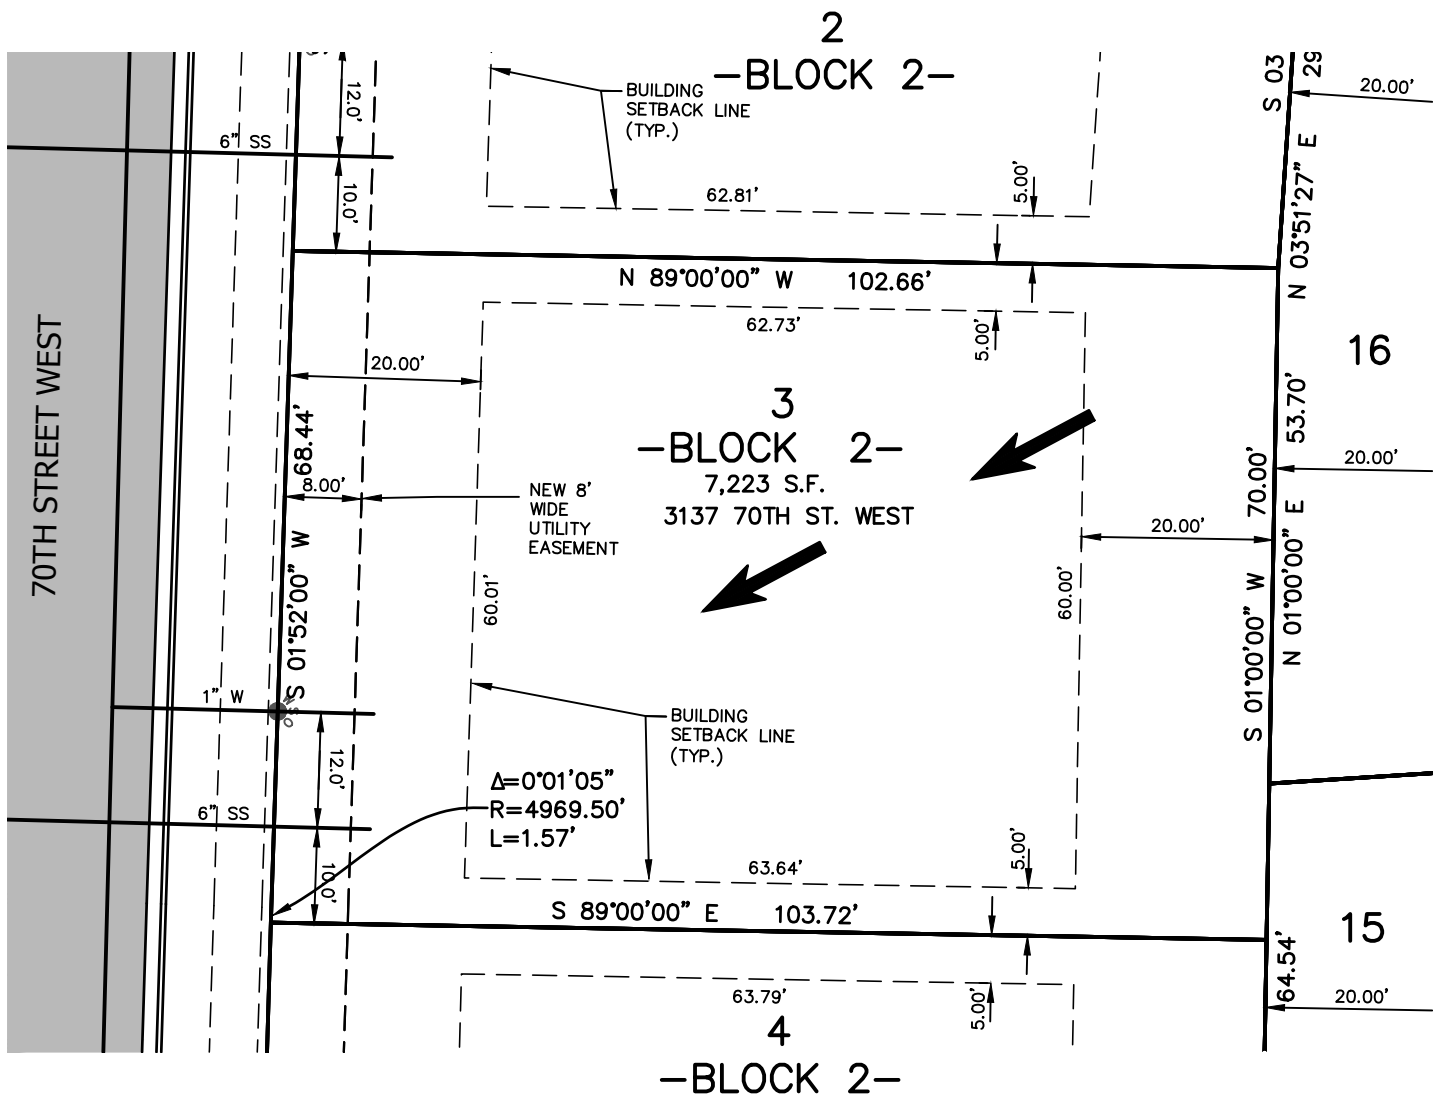 2
–BLOCK 2–
BUILDING
SETBACK LINE
(TYP.)
12.0'
6" SS
10.0'
62.81'
5.00'
S 03
29
20.00'
N 03°51'27" E
N 89°00'00" W 102.66'
62.73'
5.00'
16
70TH STREET WEST
20.00'
3
–BLOCK 2–
7,223 S.F.
3137 70TH ST. WEST
68.44'
8.00'
NEW 8'
WIDE
UTILITY
EASEMENT
S 01°52'00" W
53.70'
N 01°00'00" E
20.00'
70.00'
S 01°00'00" W
20.00'
60.01'
60.00'
1" W
WSO
12.0'
BUILDING
SETBACK LINE
(TYP.)
Δ=0°01'05"
R=4969.50'
L=1.57'
6" SS
10.0'
63.64'
5.00'
S 89°00'00" E 103.72'
15
64.54'
20.00'
63.79'
5.00'
4
–BLOCK 2–